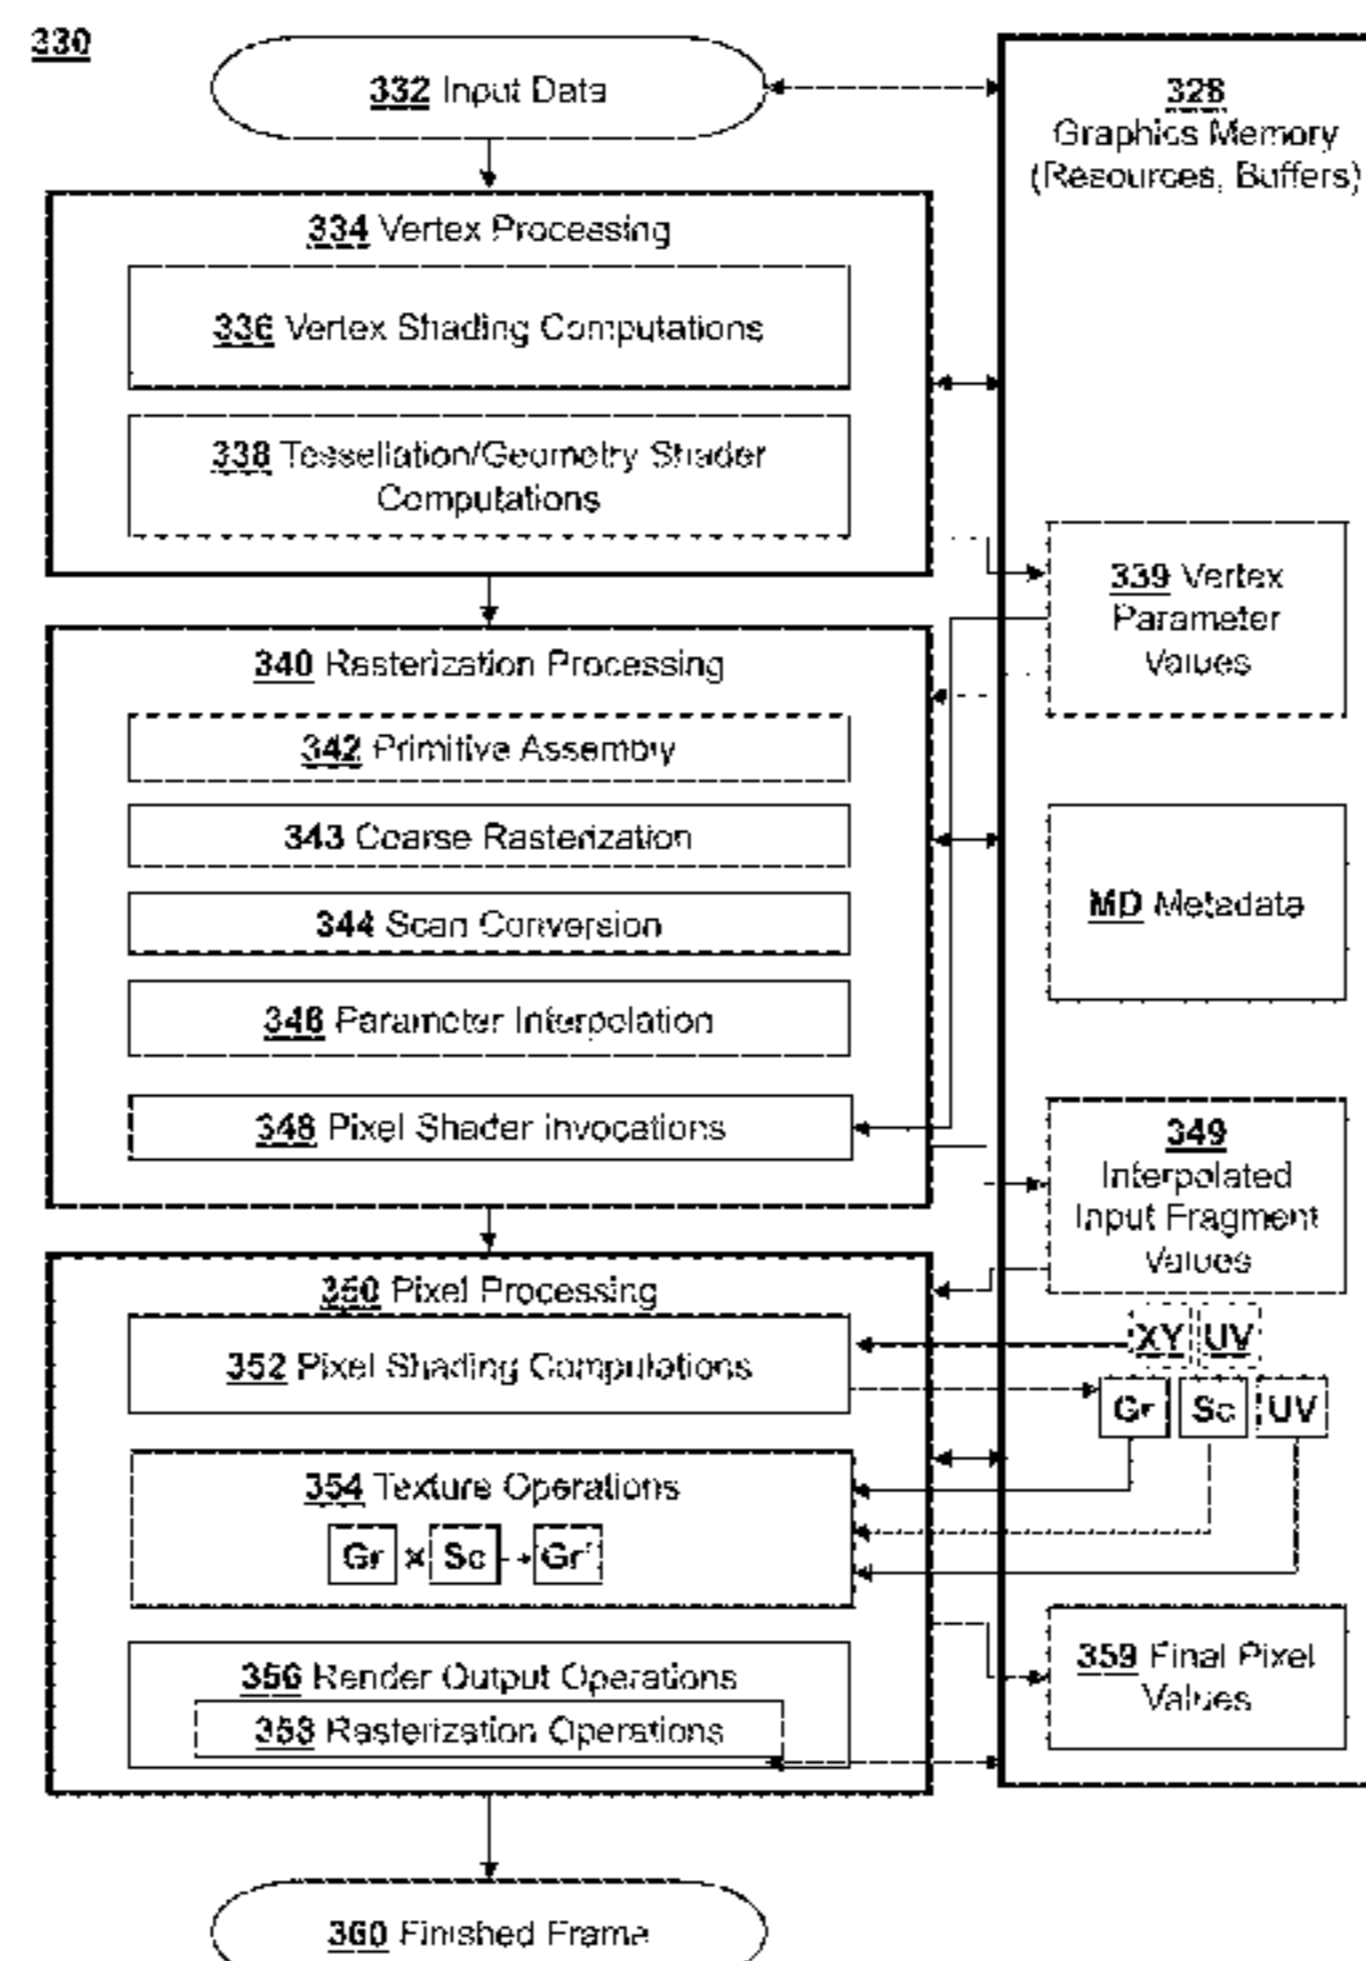 330
332 Input Data
334 Vertex Processing
336 Vertex Shading Computations
338 Tessellation/Geometry Shader
Computations
340 Rasterization Processing
342 Primitive Assembly
343 Coarse Rasterization
344 Scan Conversion
346 Parameter Interpolation
348 Pixel Shader invocations
350 Pixel Processing
352 Pixel Shading Computations
354 Texture Operations
Gr × Sc → Gr'
356 Render Output Operations
358 Rasterization Operations
360 Finished Frame
328
Graphics Memory
(Resources, Buffers)
339 Vertex
Parameter
Values
MD Metadata
349
Interpolated
Input Fragment
Values
XY UV
Gr Sc UV
359 Final Pixel
Values